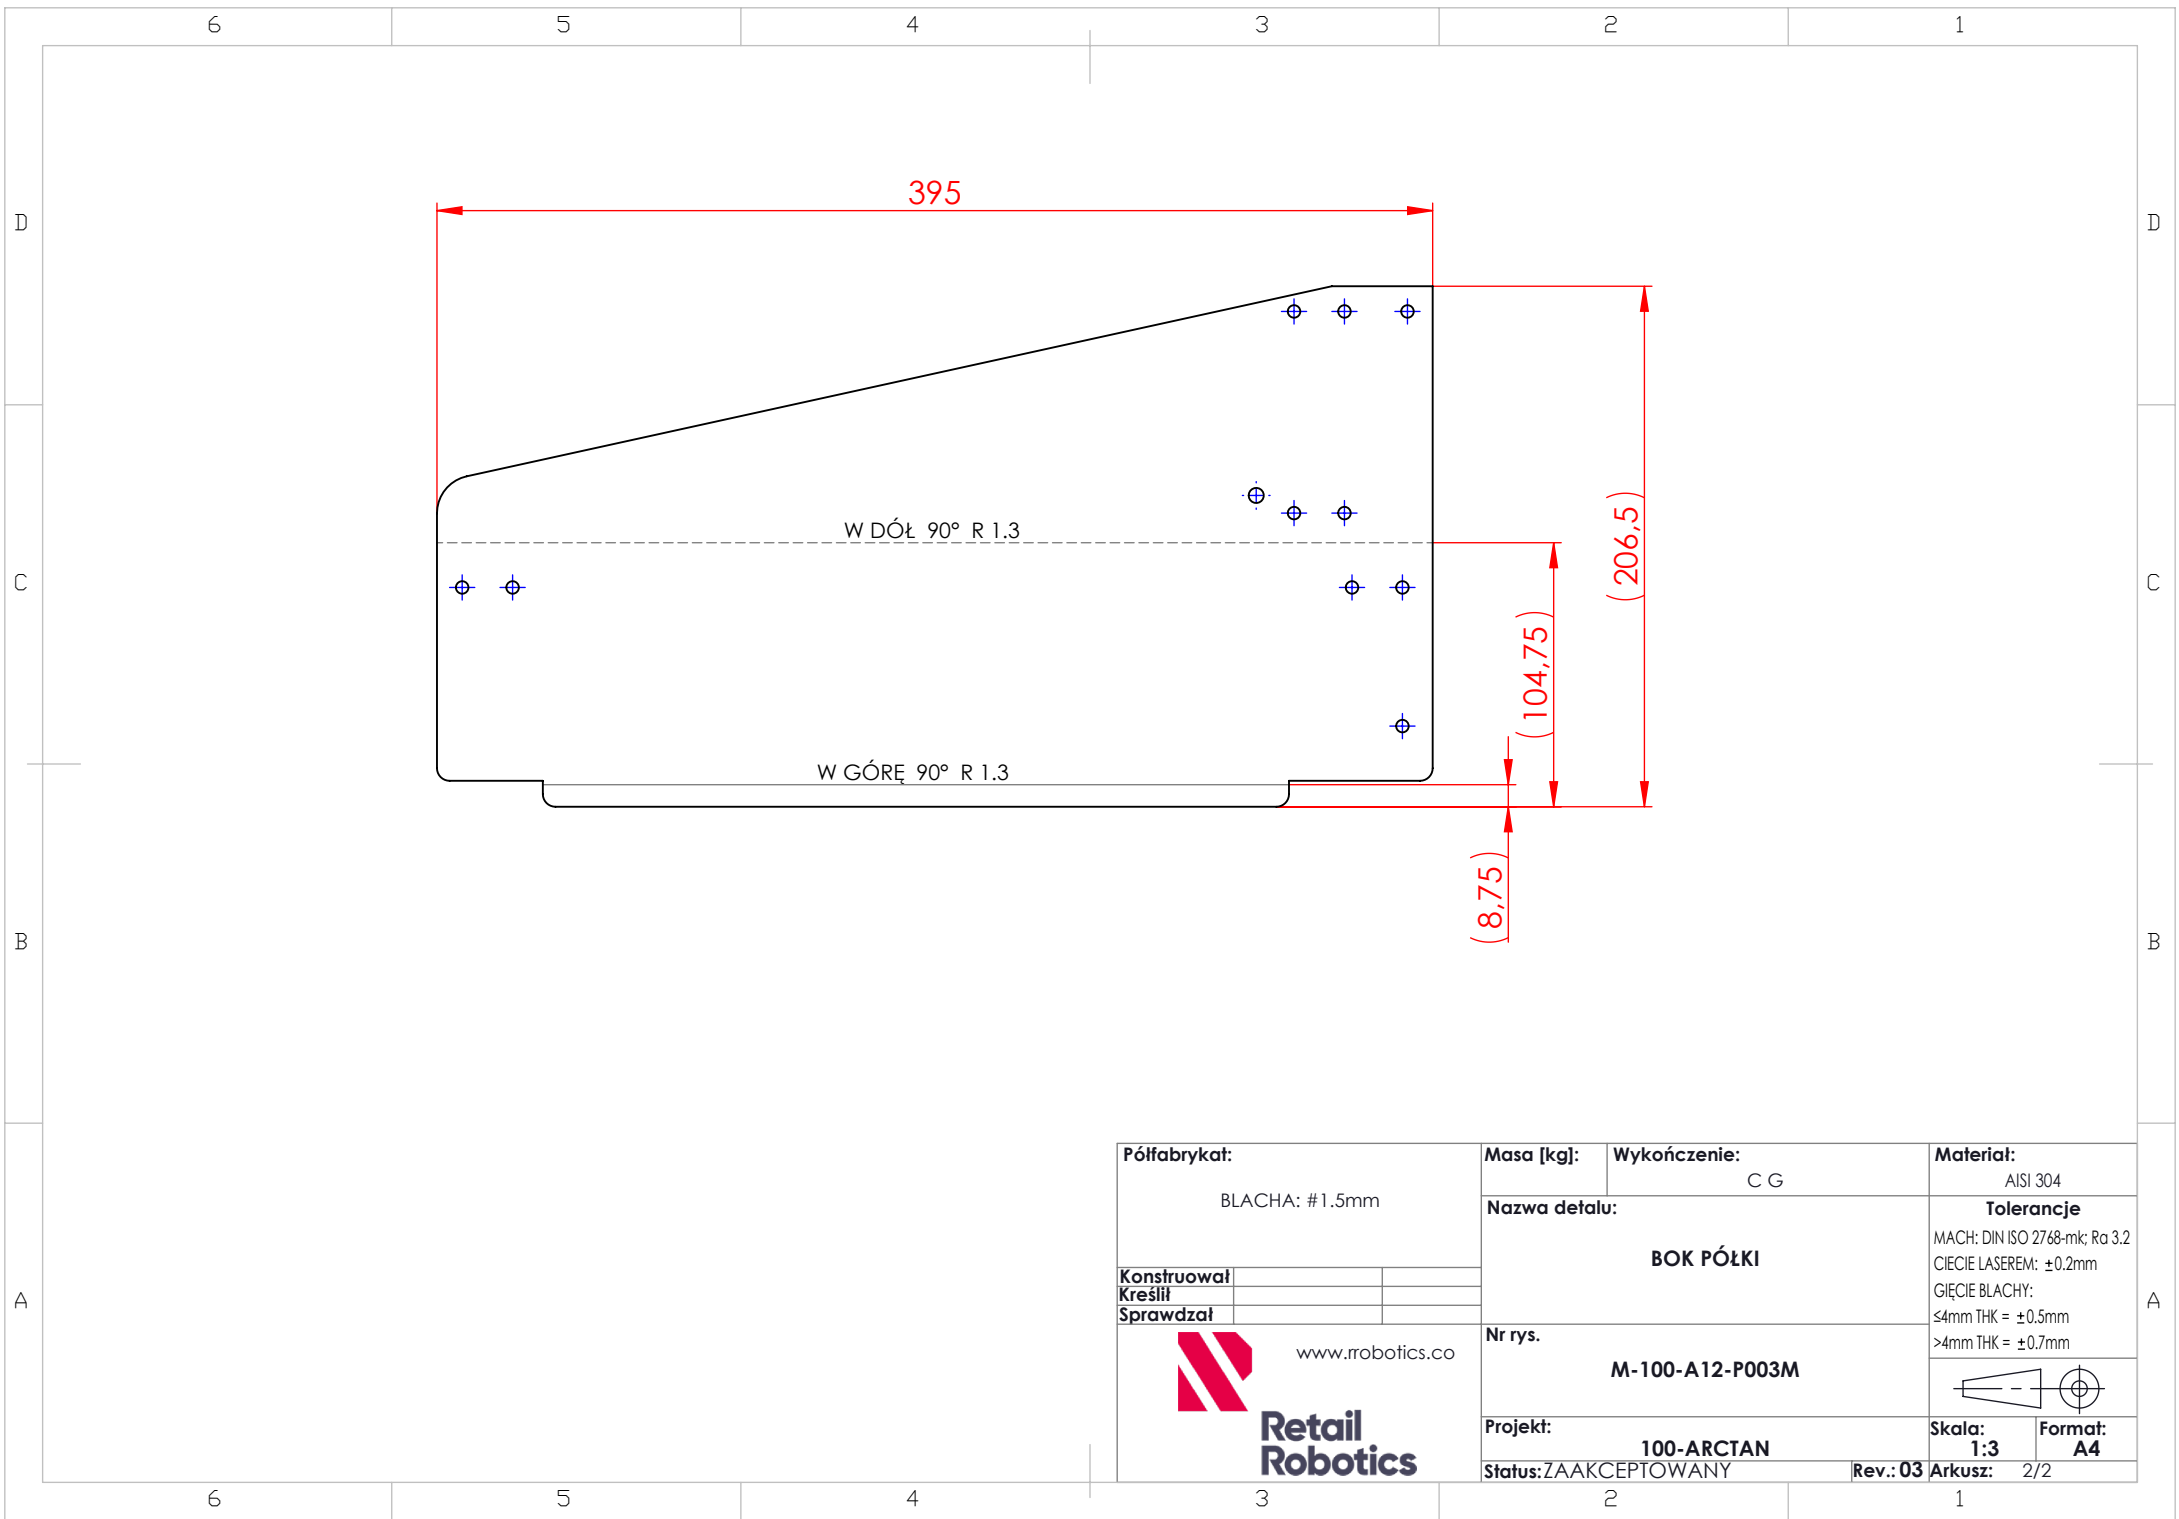 6 5 4 3 2 1
D D
C C
B B
A A
395
W DÓŁ 90° R 1.3
W GÓRĘ 90° R 1.3
(206,5)
(104,75)
(8,75)
Półfabrykat:
BLACHA: #1.5mm
Masa [kg]:
Wykończenie:
C G
Materiał:
AISI 304
Nazwa detalu:
BOK PÓŁKI
Tolerancje
MACH: DIN ISO 2768-mk; Ra 3.2
CIECIE LASEREM: ±0.2mm
GIĘCIE BLACHY:
≤4mm THK = ±0.5mm
>4mm THK = ±0.7mm
Konstruował
Kreślił
Sprawdzał
www.rrobotics.co
Retail
Robotics
Nr rys.
M-100-A12-P003M
Projekt:
100-ARCTAN
Skala:
1:3
Format:
A4
Status: ZAAKCEPTOWANY
Rev.: 03
Arkusz: 2/2
6 5 4 3 2 1